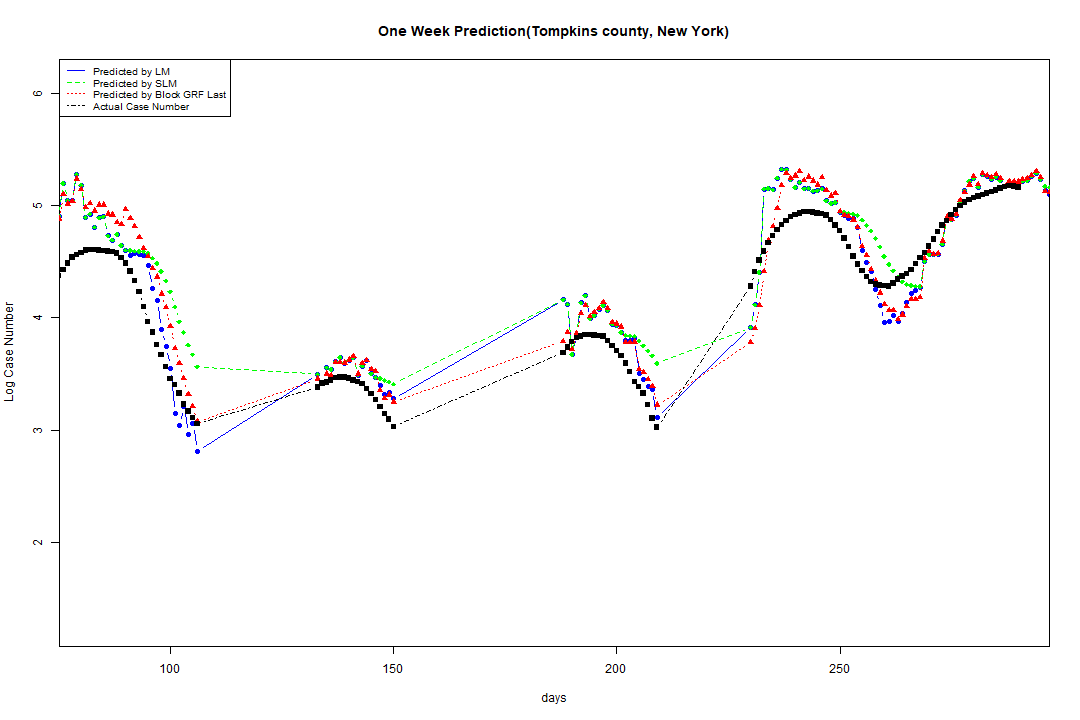 One Week Prediction(Tompkins county, New York)
Predicted by LM
Predicted by SLM
Predicted by Block GRF Last
Actual Case Number
6
5
4
3
2
Log Case Number
100
150
200
250
days